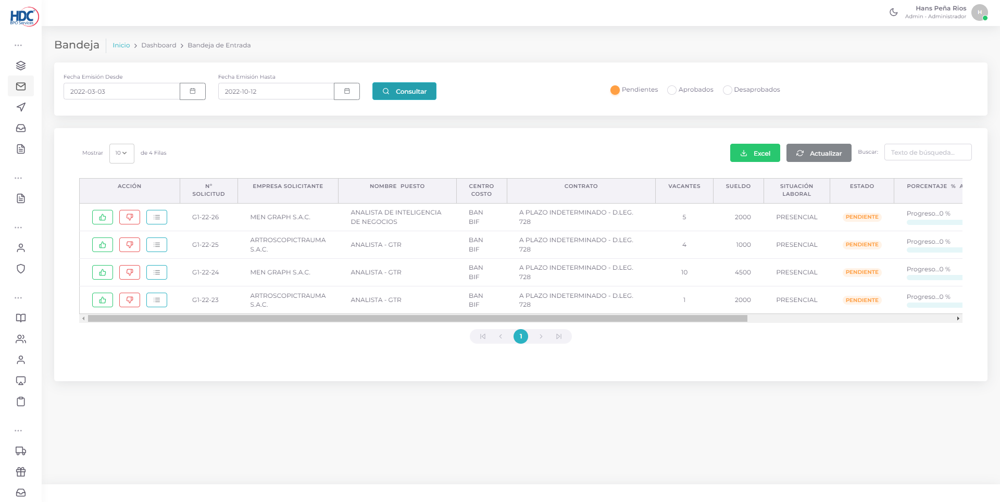 HDC
BPO Services
Hans Peña Rios
Admin - Administrador
H
Bandeja
Inicio > Dashboard > Bandeja de Entrada
Fecha Emisión Desde
Fecha Emisión Hasta
2022-03-03
2022-10-12
Consultar
Pendientes
Aprobados
Desaprobados
Mostrar 10 de 4 Filas
Excel
Actualizar
Buscar:
Texto de búsqueda...
ACCIÓN
N° SOLICITUD
EMPRESA SOLICITANTE
NOMBRE PUESTO
CENTRO COSTO
CONTRATO
VACANTES
SUELDO
SITUACIÓN LABORAL
ESTADO
PORCENTAJE % A
G1-22-26
MEN GRAPH S.A.C.
ANALISTA DE INTELIGENCIA
DE NEGOCIOS
BAN
BIF
A PLAZO INDETERMINADO - D.LEG.
728
5
2000
PRESENCIAL
PENDIENTE
Progreso...0 %
G1-22-25
ARTROSCOPICTRAUMA
S.A.C.
ANALISTA - GTR
BAN
BIF
A PLAZO INDETERMINADO - D.LEG.
728
4
1000
PRESENCIAL
PENDIENTE
Progreso...0 %
G1-22-24
MEN GRAPH S.A.C.
ANALISTA - GTR
BAN
BIF
A PLAZO INDETERMINADO - D.LEG.
728
10
4500
PRESENCIAL
PENDIENTE
Progreso...0 %
G1-22-23
ARTROSCOPICTRAUMA
S.A.C.
ANALISTA - GTR
BAN
BIF
A PLAZO INDETERMINADO - D.LEG.
728
1
2000
PRESENCIAL
PENDIENTE
Progreso...0 %
1